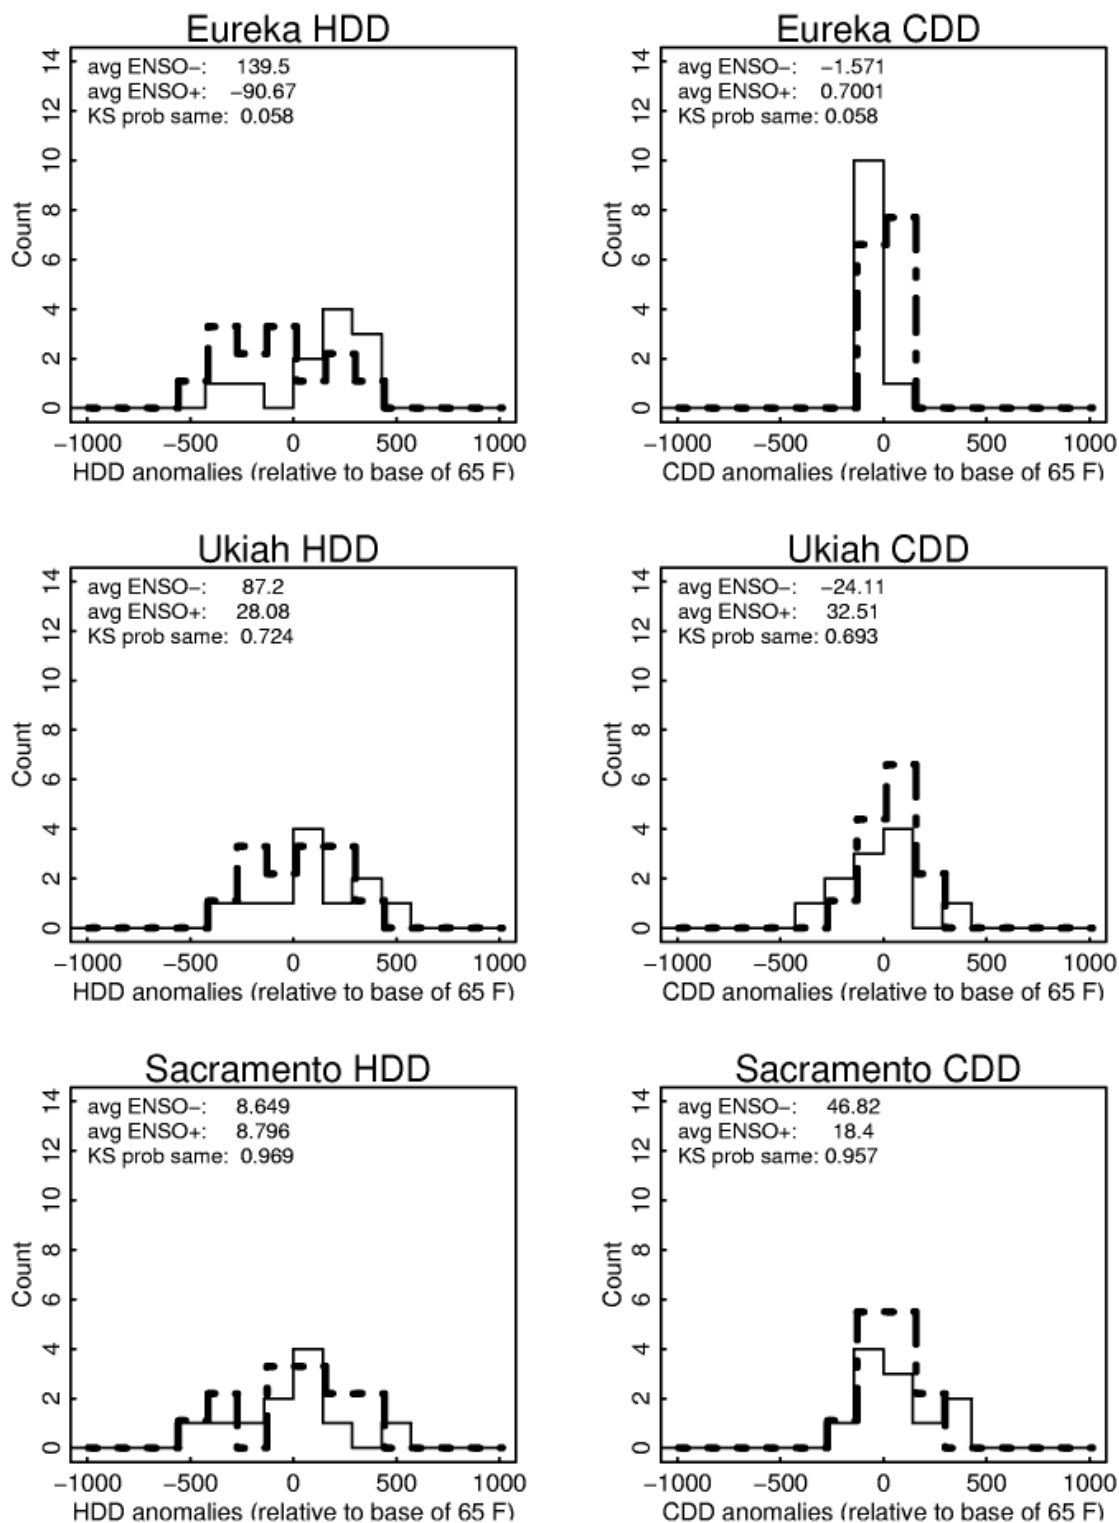 Eureka HDD
avg ENSO−: 139.5
avg ENSO+: −90.67
KS prob same: 0.058
Count
0 2 4 6 8 10 12 14
−1000 −500 0 500 1000
HDD anomalies (relative to base of 65 F)
Eureka CDD
avg ENSO−: −1.571
avg ENSO+: 0.7001
KS prob same: 0.058
Count
0 2 4 6 8 10 12 14
−1000 −500 0 500 1000
CDD anomalies (relative to base of 65 F)
Ukiah HDD
avg ENSO−: 87.2
avg ENSO+: 28.08
KS prob same: 0.724
Count
0 2 4 6 8 10 12 14
−1000 −500 0 500 1000
HDD anomalies (relative to base of 65 F)
Ukiah CDD
avg ENSO−: −24.11
avg ENSO+: 32.51
KS prob same: 0.693
Count
0 2 4 6 8 10 12 14
−1000 −500 0 500 1000
CDD anomalies (relative to base of 65 F)
Sacramento HDD
avg ENSO−: 8.649
avg ENSO+: 8.796
KS prob same: 0.969
Count
0 2 4 6 8 10 12 14
−1000 −500 0 500 1000
HDD anomalies (relative to base of 65 F)
Sacramento CDD
avg ENSO−: 46.82
avg ENSO+: 18.4
KS prob same: 0.957
Count
0 2 4 6 8 10 12 14
−1000 −500 0 500 1000
CDD anomalies (relative to base of 65 F)